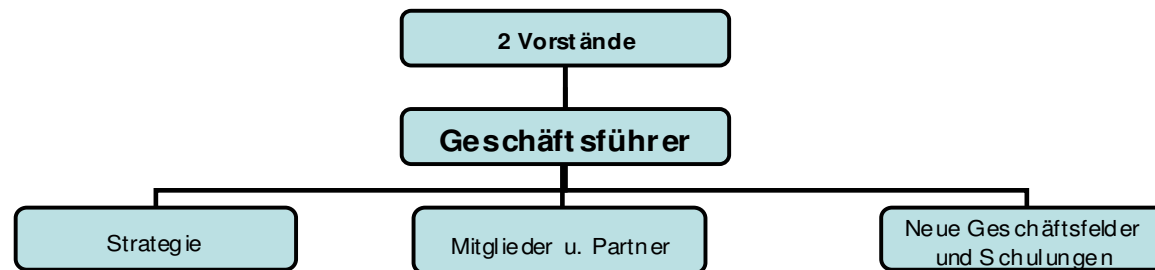 2 Vorstände
Geschäftsführer
Strategie
Mitglieder u. Partner
Neue Geschäftsfelder
und Schulungen